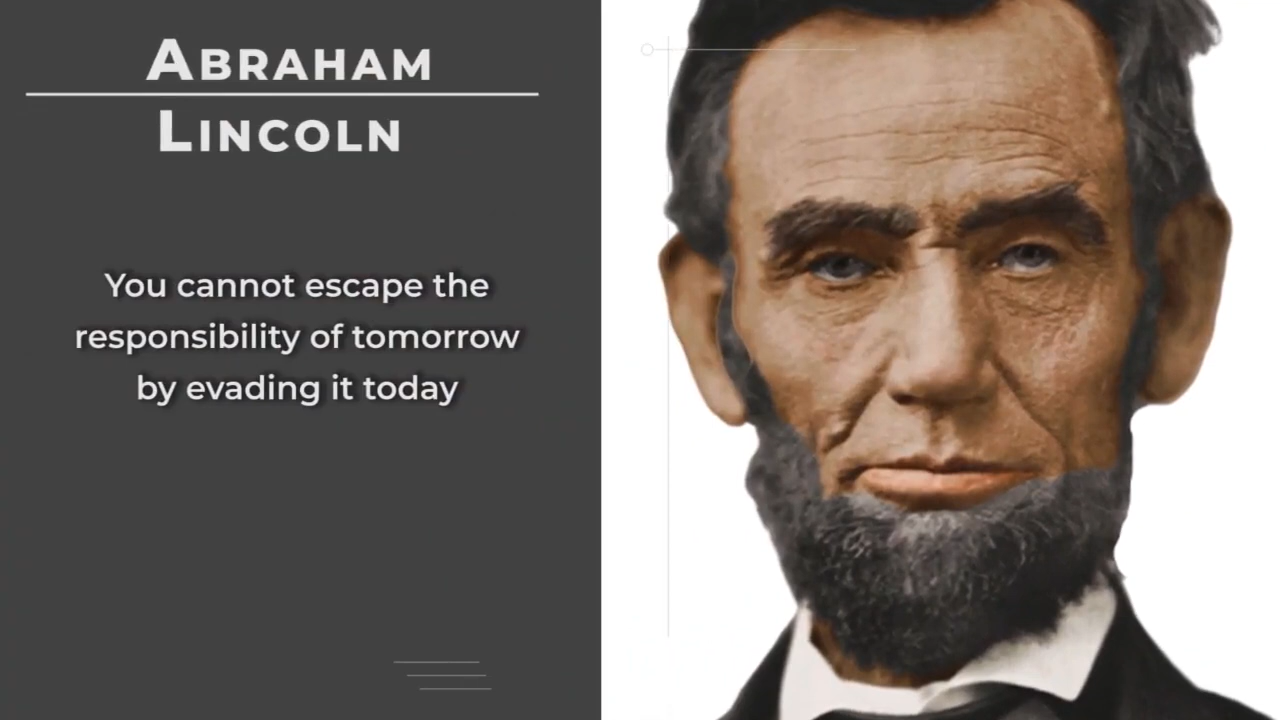 ABRAHAM
LINCOLN
You cannot escape the
responsibility of tomorrow
by evading it today